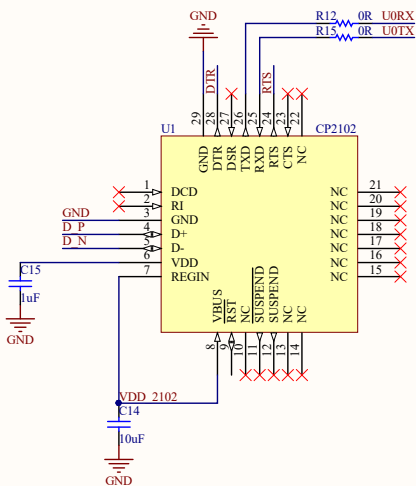 R12 0R U0RX
R15 0R U0TX
GND
DTR
RTS
29
28
27
26
25
24
23
22
U1
CP2102
GND
DTR
DSR
TXD
RXD
RTS
CTS
NC
1 DCD
2 RI
GND 3 GND
D_P 4 D+
D_N 5 D-
6 VDD
7 REGIN
NC 21
NC 20
NC 19
NC 18
NC 17
NC 16
NC 15
C15
1uF
GND
VBUS
RST
NC
SUSPEND
SUSPEND
NC
NC
8
9
10
11
12
13
14
VDD_2102
C14
10uF
GND